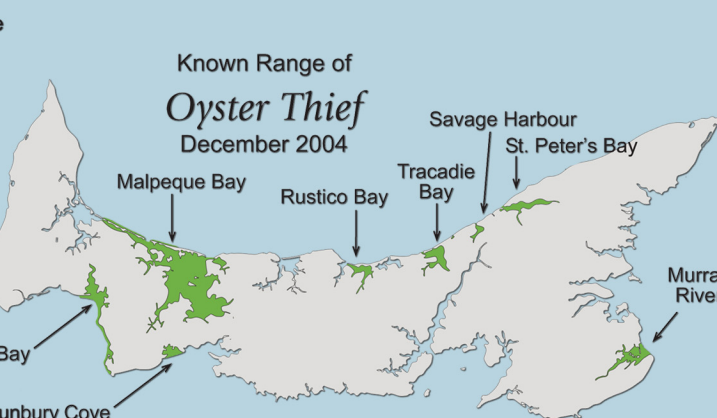 Known Range of
Oyster Thief
December 2004
Savage Harbour
St. Peter's Bay
Tracadie
Bay
Malpeque Bay
Rustico Bay
Bay